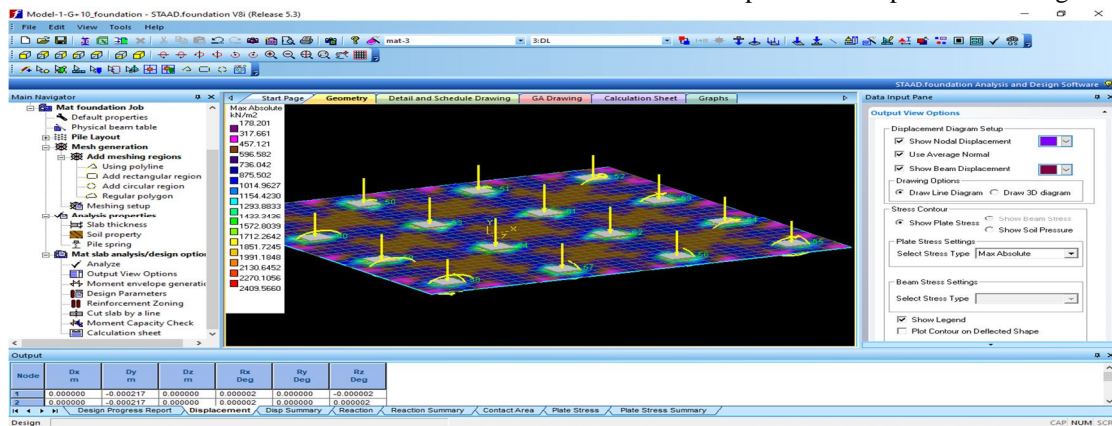 Model-1-G+10_foundation - STAAD.foundation V8i (Release 5.3)
File Edit View Tools Help
mat-3 3:DL
STAAD.foundation Analysis and Design Software
Main Navigator
Mat foundation Job
Default properties
Physical beam table
Pile Layout
Mesh generation
Add meshing regions
Using polyline
Add rectangular region
Add circular region
Regular polygon
Meshing setup
Analysis properties
Slab thickness
Soil property
Pile spring
Mat slab analysis/design option
Analyze
Output View Options
Moment envelope generatic
Design Parameters
Reinforcement Zoning
Cut slab by a line
Moment Capacity Check
Calculation sheet
Start Page Geometry Detail and Schedule Drawing GA Drawing Calculation Sheet Graphs
Max Absolute
kN/m2
178.201
317.661
457.121
596.582
736.042
875.502
1014.9627
1154.4230
1293.8833
1433.3436
1572.8039
1712.2642
1851.7245
1991.1848
2130.6452
2270.1056
2409.5660
Data Input Pane
Output View Options
Displacement Diagram Setup
Show Nodal Displacement
Use Average Normal
Show Beam Displacement
Drawing Options
Draw Line Diagram Draw 3D diagram
Stress Contour
Show Plate Stress Show Beam Stress
Show Soil Pressure
Plate Stress Settings
Select Stress Type Max Absolute
Beam Stress Settings
Select Stress Type
Show Legend
Plot Contour on Deflected Shape
Output
Node Dx m Dy m Dz m Rx Deg Ry Deg Rz Deg
1 0.000000 -0.000217 0.000000 0.000002 0.000000 -0.000002
2 0.000000 -0.000217 0.000000 0.000002 0.000000 0.000002
Design Progress Report Displacement Disp Summary Reaction Reaction Summary Contact Area Plate Stress Plate Stress Summary
Design CAP NUM SCR